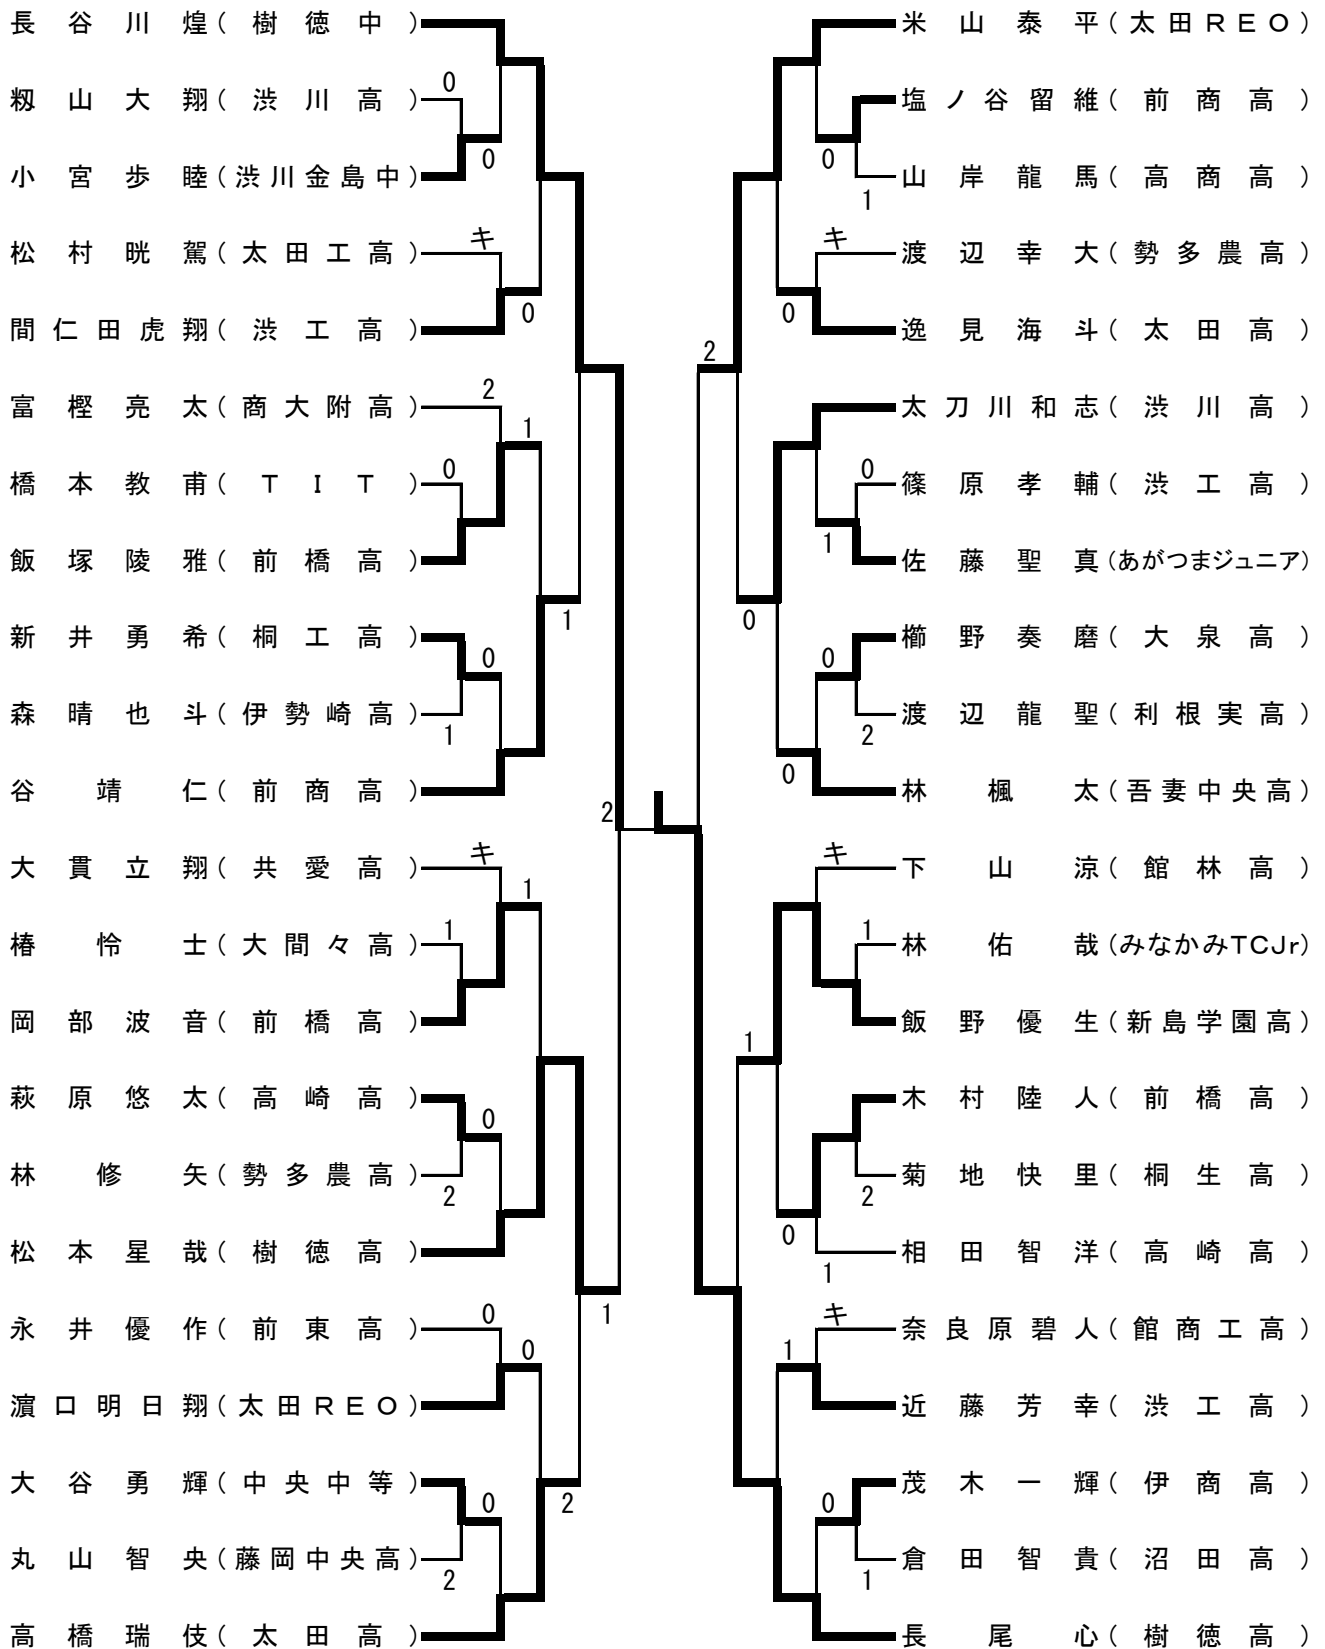 長谷川煌(樹徳中)
籾山大翔(渋川高)
小宮歩睦(渋川金島中)
松村晄駕(太田工高)
間仁田虎翔(渋工高)
富樫亮太(商大附高)
橋本教甫(TIT)
飯塚陵雅(前橋高)
新井勇希(桐工高)
森晴也斗(伊勢崎高)
谷靖仁(前商高)
大貫立翔(共愛高)
椿怜士(大間々高)
岡部波音(前橋高)
萩原悠太(高崎高)
林修矢(勢多農高)
松本星哉(樹徳高)
永井優作(前東高)
濵口明日翔(太田REO)
大谷勇輝(中央中等)
丸山智央(藤岡中央高)
高橋瑞伎(太田高)
0
0
キ
0
2
1
0
1
0
1
キ
1
1
0
2
1
0
0
0
2
2
2
米山泰平(太田REO)
塩ノ谷留維(前商高)
山岸龍馬(高商高)
渡辺幸大(勢多農高)
逸見海斗(太田高)
太刀川和志(渋川高)
篠原孝輔(渋工高)
佐藤聖真(あがつまジュニア)
櫛野奏磨(大泉高)
渡辺龍聖(利根実高)
林楓太(吾妻中央高)
下山涼(館林高)
林佑哉(みなかみTCJr)
飯野優生(新島学園高)
木村陸人(前橋高)
菊地快里(桐生高)
相田智洋(高崎高)
奈良原碧人(館商工高)
近藤芳幸(渋工高)
茂木一輝(伊商高)
倉田智貴(沼田高)
長尾心(樹徳高)
0
1
キ
0
2
0
1
0
0
2
0
キ
1
1
2
0
1
キ
1
0
1